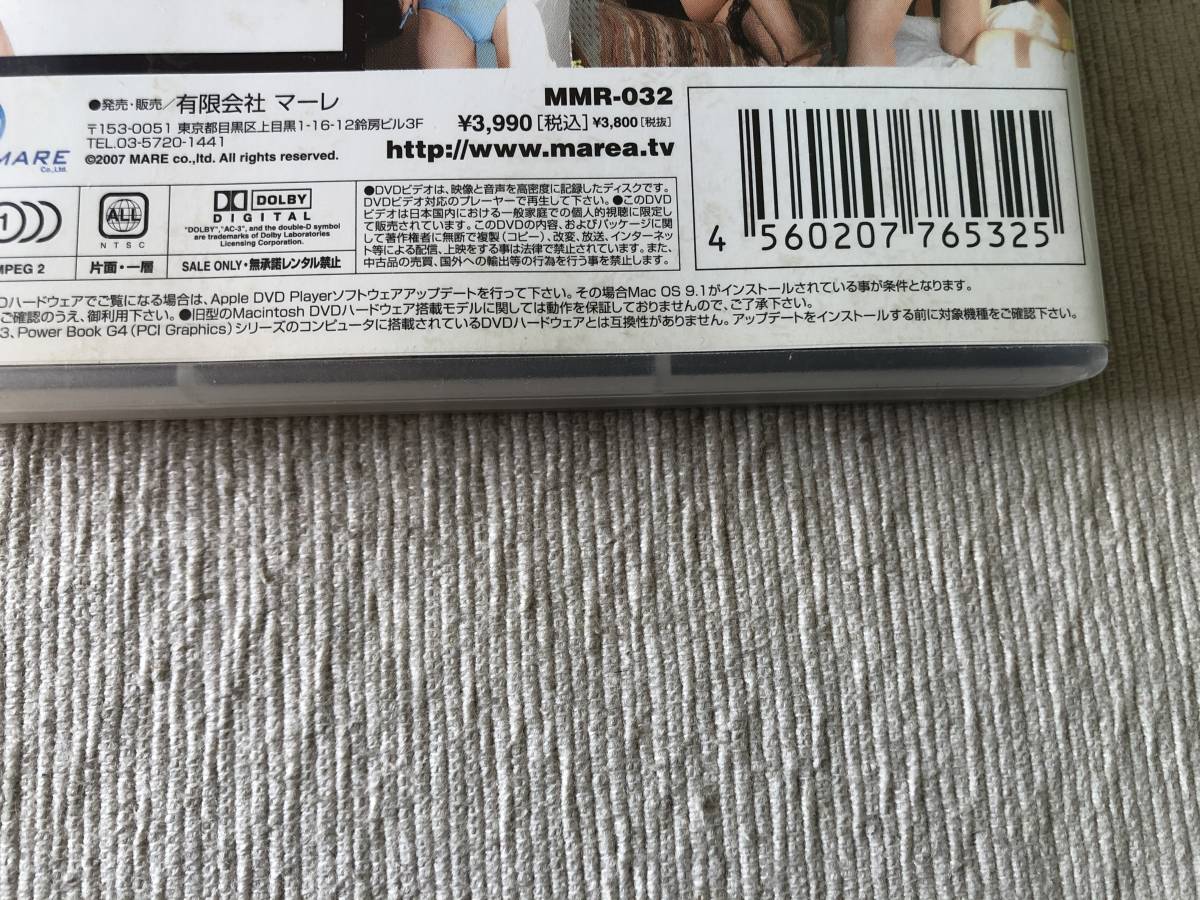 ●発売・販売/有限会社 マーレ
〒153-0051 東京都目黒区上目黒1-16-12鈴房ビル3F
TEL.03-5720-1441
©2007 MARE co.,ltd. All rights reserved.
MARE
Co.,Ltd.
MMR-032
¥3,990[税込]¥3,800[税抜]
http://www.marea.tv
4 560207 765325
1
MPEG 2
ALL
NTSC
片面・一層
DOLBY
DIGITAL
"DOLBY","AC-3", and the double-D symbol
are trademarks of Dolby Laboratories
Licensing Corporation.
SALE ONLY・無承諾レンタル禁止
●DVDビデオは、映像と音声を高密度に記録したディスクです。
DVDビデオ対応のプレーヤーで再生して下さい。●このDVD
ビデオは日本国内における一般家庭での個人的視聴に限定し
て販売されています。このDVDの内容、およびパッケージに関
して著作権者に無断で複製(コピー)、改変、放送、インターネッ
ト等による配信、上映をする事は法律で禁止されています。また、
中古品の売買、国外への輸出等の行為を行う事を禁止します。
Dハードウェアでご覧になる場合は、Apple DVD Playerソフトウェアアップデートを行って下さい。その場合Mac OS 9.1がインストールされている事が条件となります。
ご確認のうえ、御利用下さい。●旧型のMacintosh DVDハードウェア搭載モデルに関しては動作を保証しておりませんので、ご了承下さい。
3、Power Book G4(PCI Graphics)シリーズのコンピュータに搭載されているDVDハードウェアとは互換性がありません。アップデートをインストールする前に対象機種をご確認下さい。